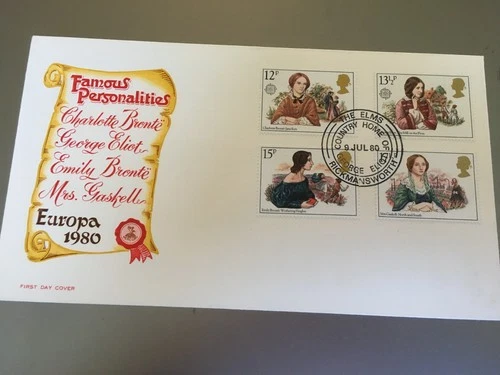 Famous
Personalities
Charlotte Brontë
George Eliot
Emily Brontë
Mrs. Gaskell
Europa
1980
FIRST DAY COVER
12P
13½P
15P
THE ELMS
COUNTRY HOME OF
9 JUL 80
GEORGE ELIOT
RICKMANSWORTH